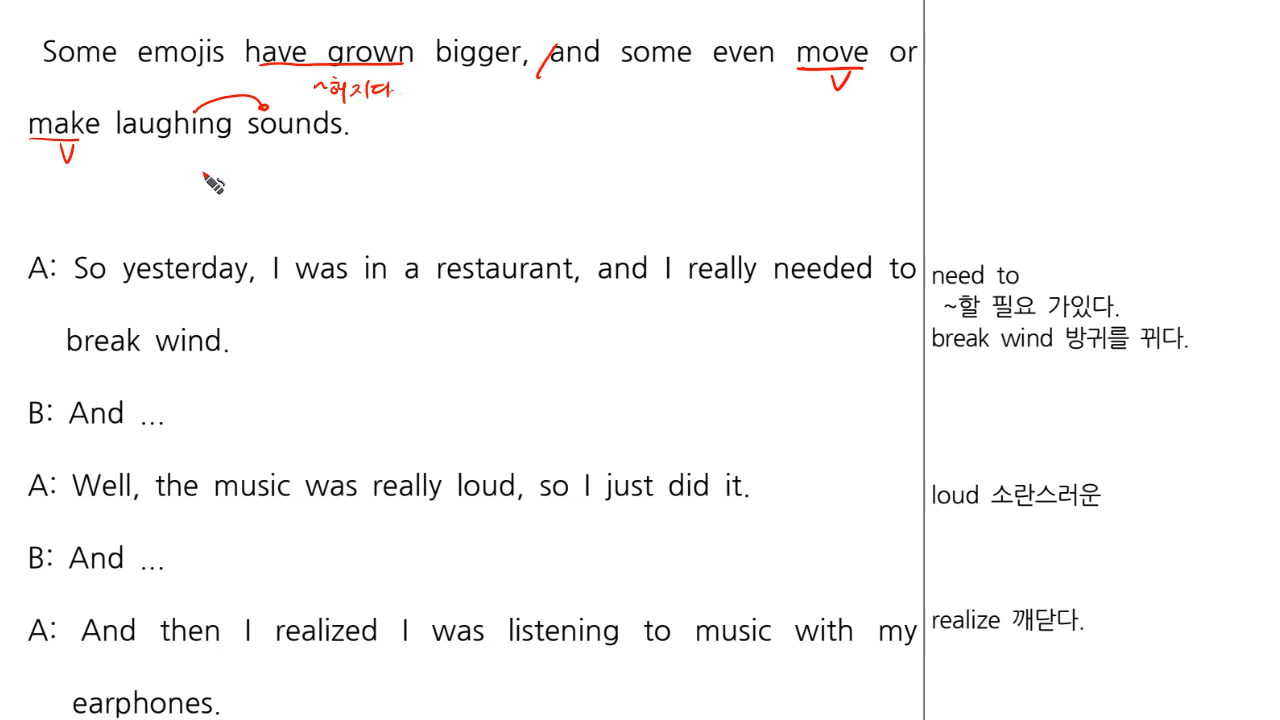 Some emojis have grown bigger, and some even move or
~해지다
V
make laughing sounds.
V
A: So yesterday, I was in a restaurant, and I really needed to
break wind.
B: And ...
A: Well, the music was really loud, so I just did it.
B: And ...
A: And then I realized I was listening to music with my
earphones.
need to
~할 필요 가있다.
break wind 방귀를 뀌다.
loud 소란스러운
realize 깨닫다.